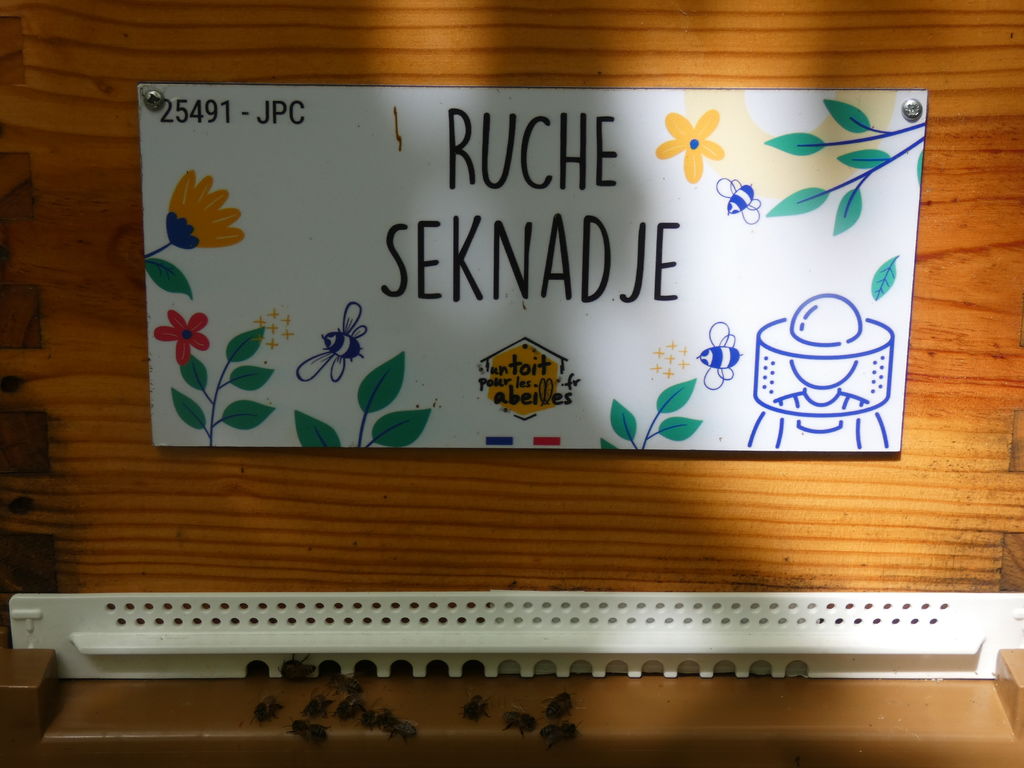 25491 - JPC
RUCHE
SEKNADJE
un toit
pour les .fr
abeilles